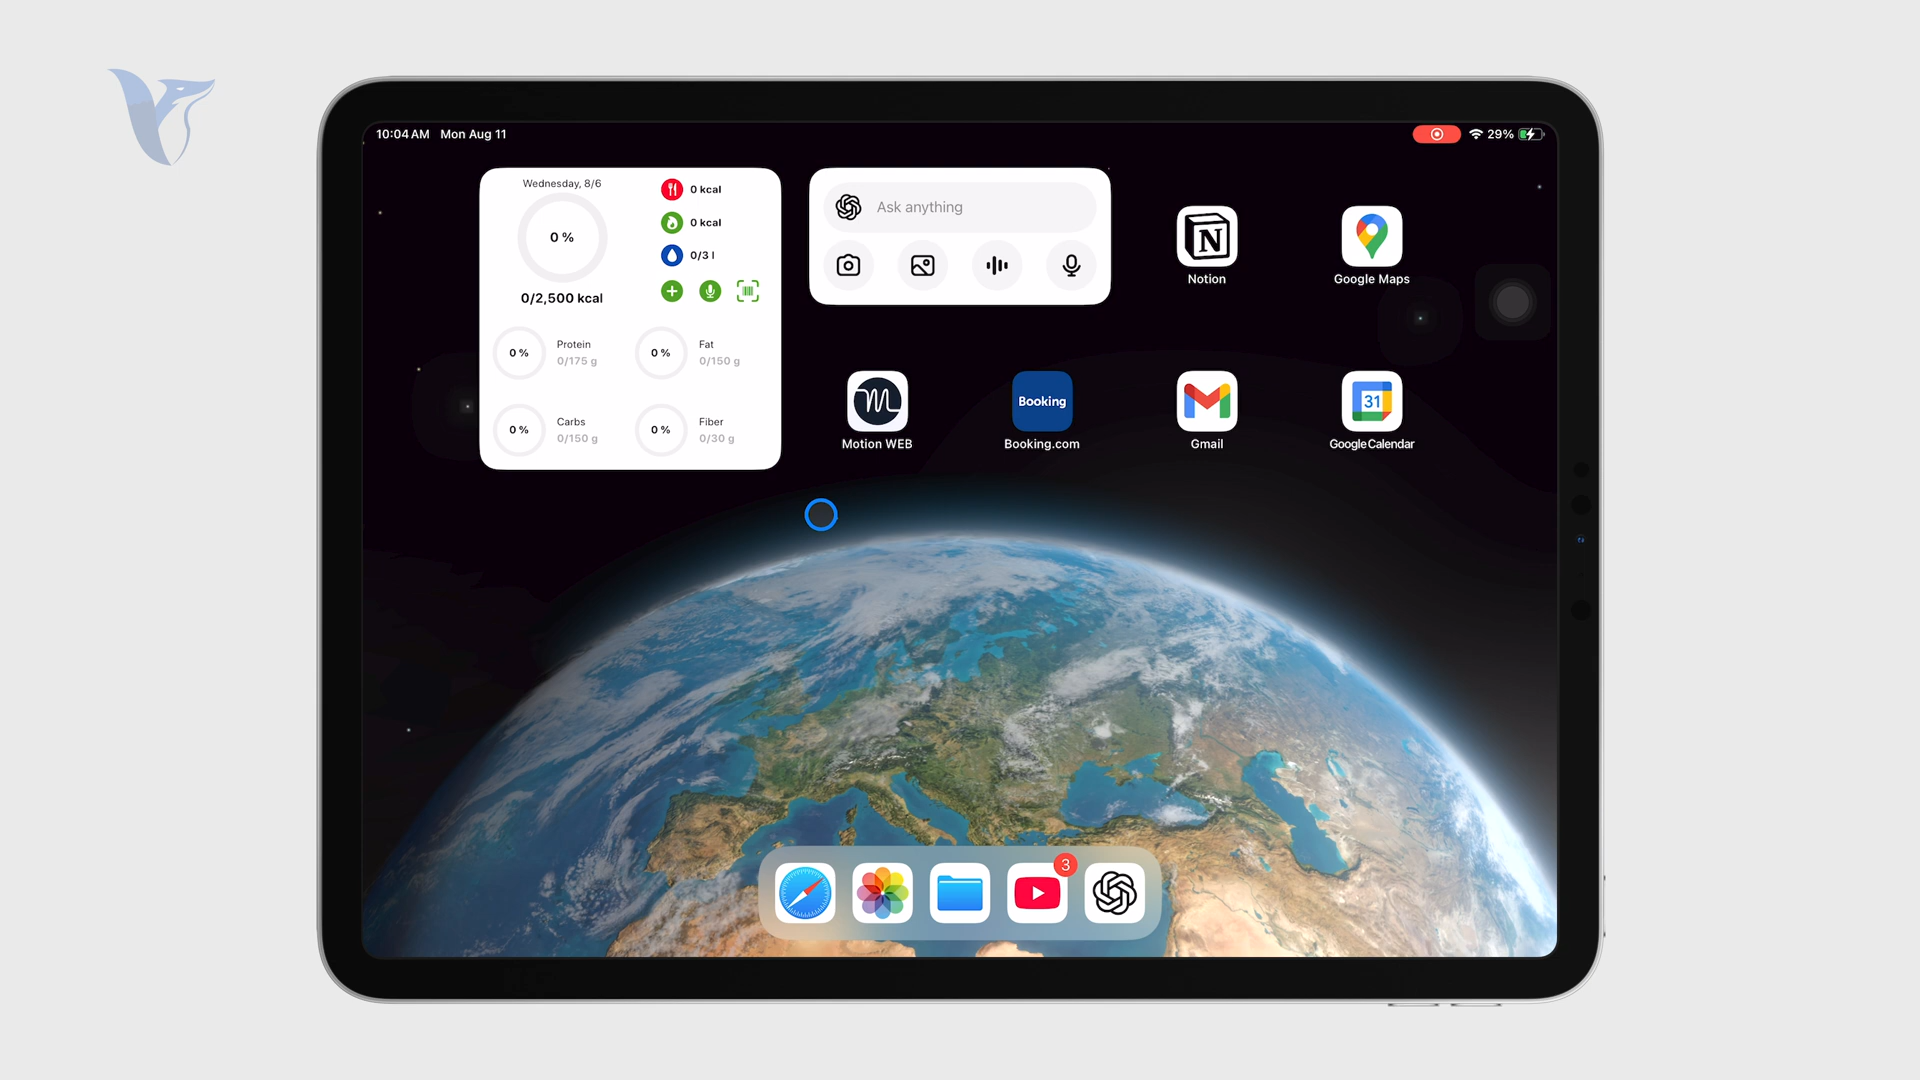 10:04 AM Mon Aug 11
29%
Wednesday, 8/6
0 %
0/2,500 kcal
0 kcal
0 kcal
0/3 l
0 %
Protein
0/175 g
0 %
Fat
0/150 g
0 %
Carbs
0/150 g
0 %
Fiber
0/30 g
Ask anything
N
Notion
Google Maps
Motion WEB
Booking
Booking.com
Gmail
31
Google Calendar
3